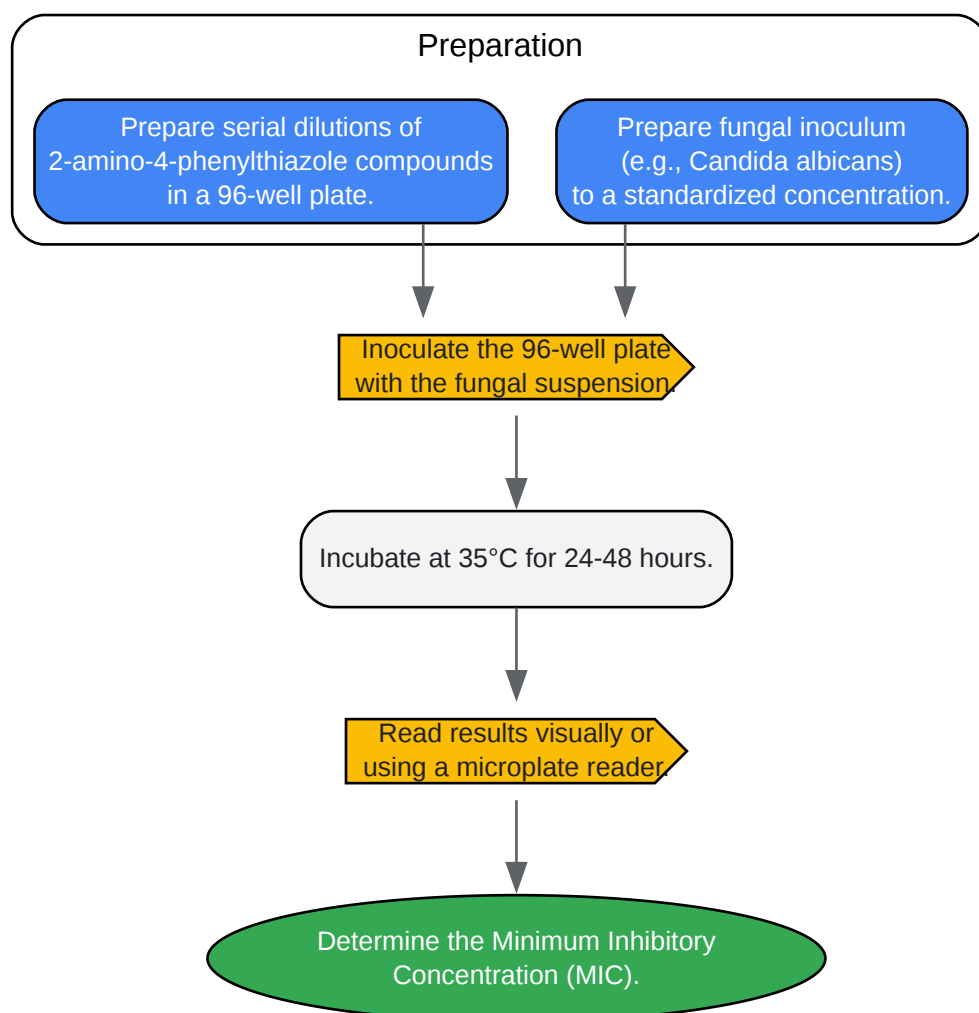 Preparation
Prepare serial dilutions of
2-amino-4-phenylthiazole compounds
in a 96-well plate.
Prepare fungal inoculum
(e.g., Candida albicans)
to a standardized concentration.
Inoculate the 96-well plate
with the fungal suspension.
Incubate at 35°C for 24-48 hours.
Read results visually or
using a microplate reader.
Determine the Minimum Inhibitory
Concentration (MIC).